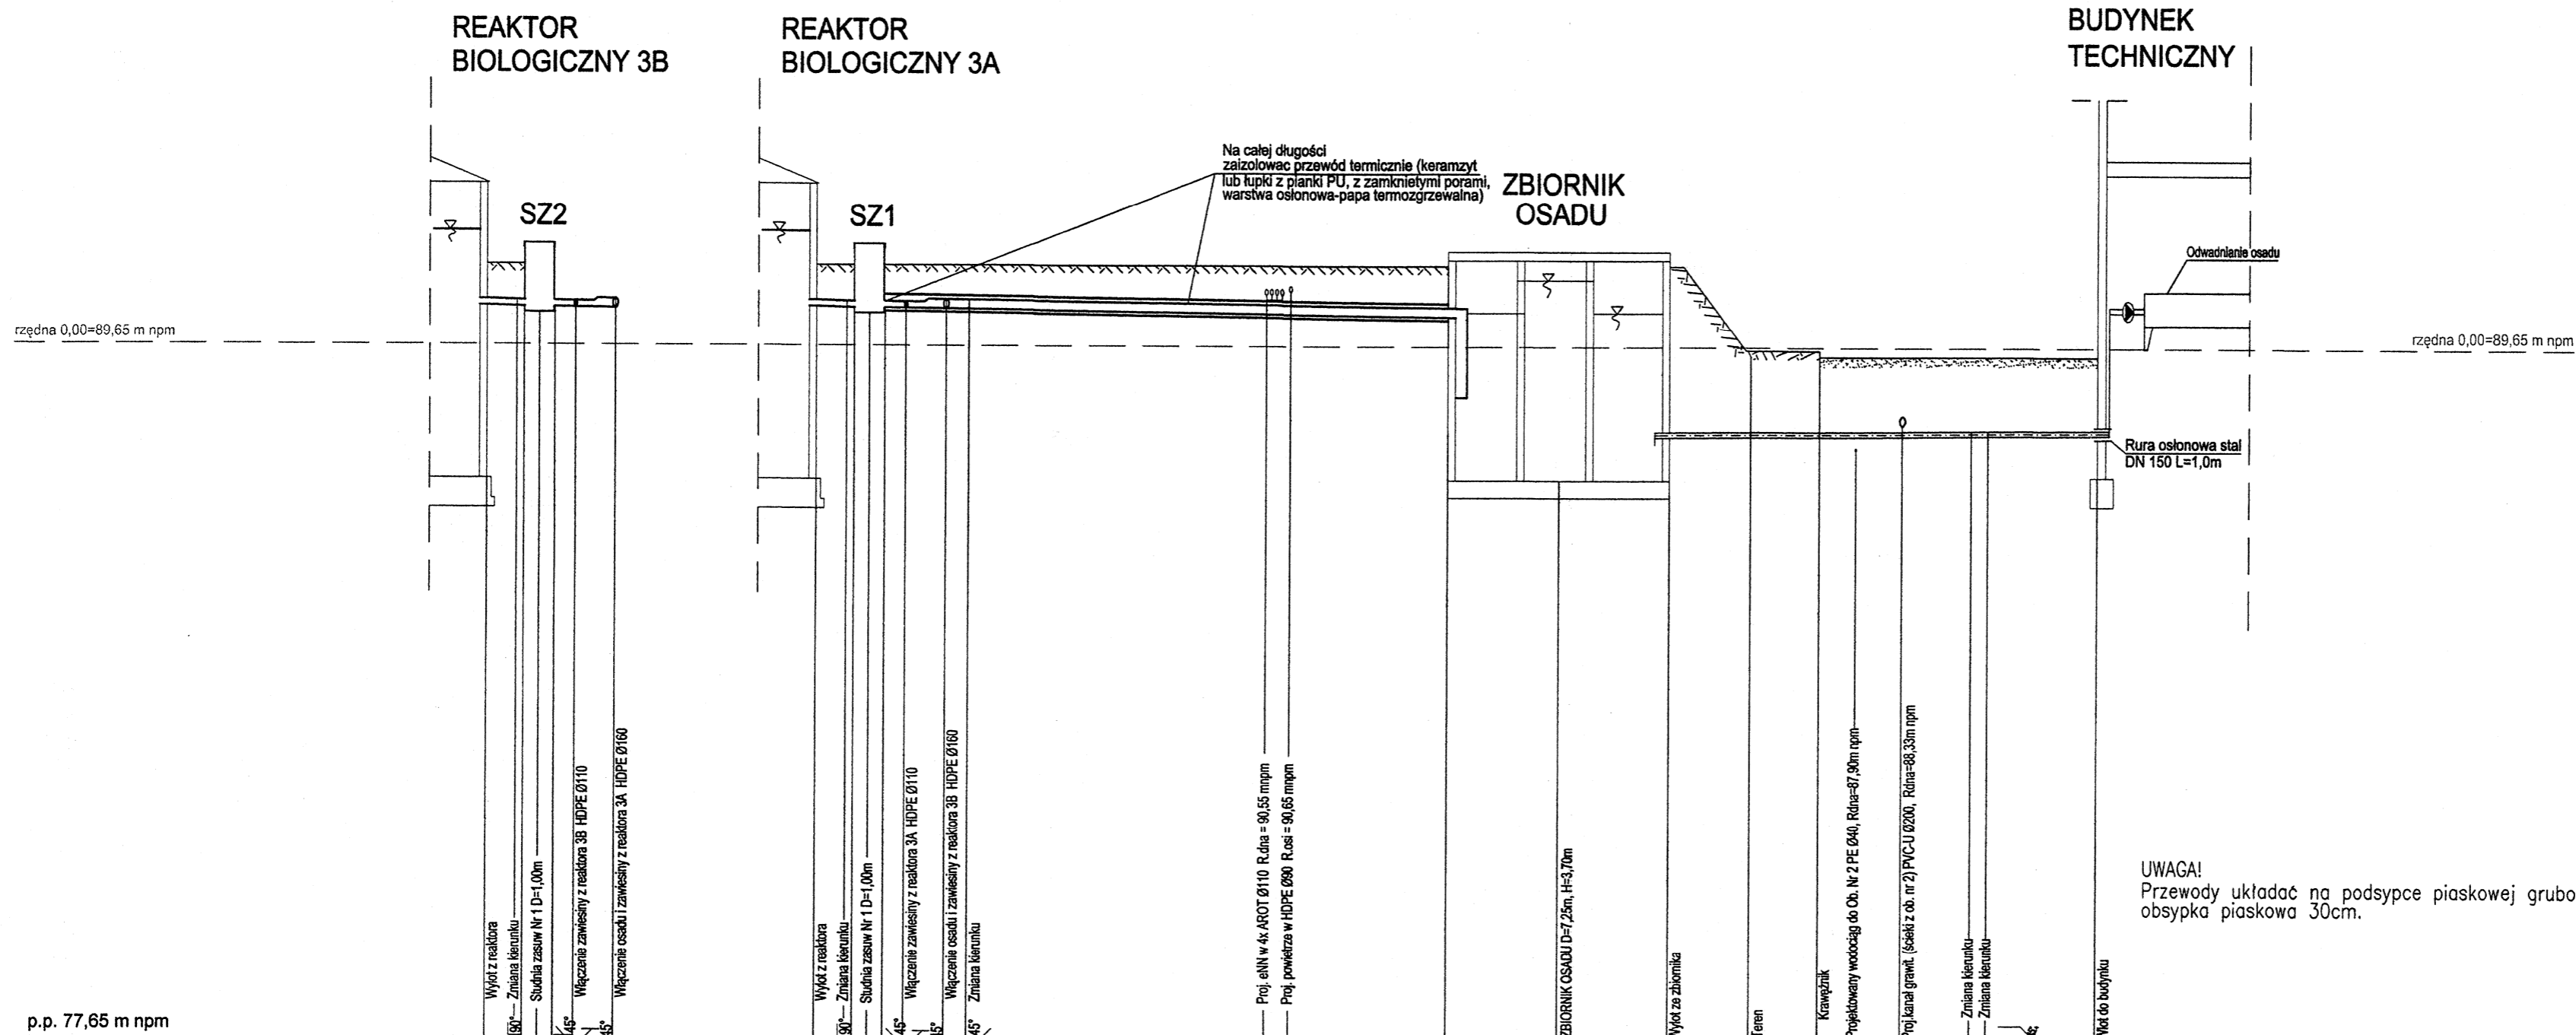 REAKTOR
BIOLOGICZNY 3B
REAKTOR
BIOLOGICZNY 3A
BUDYNEK
TECHNICZNY
Na całej długości
zaizolowac przewód termicznie (keramzyt
lub łupki z pianki PU, z zamkniętymi porami,
warstwa osłonowa-papa termozgrzewalna)
ZBIORNIK
OSADU
SZ2
SZ1
Odwadnianie osadu
rzędna 0,00=89,65 m npm
rzędna 0,00=89,65 m npm
Rura osłonowa stal
DN 150 L=1,0m
Wylot z reaktora
Zmiana kierunku
Studnia zasuw Nr 1 D=1,00m
Włączenie zawiesiny z reaktora 3B HDPE Ø110
Włączenie osadu i zawiesiny z reaktora 3A HDPE Ø160
Wylot z reaktora
Zmiana kierunku
Studnia zasuw Nr 1 D=1,00m
Włączenie zawiesiny z reaktora 3A HDPE Ø110
Włączenie osadu i zawiesiny z reaktora 3B HDPE Ø160
Zmiana kierunku
Proj. eNN w 4x AROT Ø110 R.dna = 90,55 mnpm
Proj. powietrze w HDPE Ø90 R.osi = 90,65 mnpm
ZBIORNIK OSADU D=7,25m, H=3,70m
Wylot ze zbiornika
Teren
Krawężnik
Projektowany wodociąg do Ob. Nr 2 PE Ø40, Rdna=87,90m npm
Proj.kanał grawit. (ścieki z ob. nr 2) PVC-U Ø200, Rdna=88,33m npm
Zmiana kierunku
Zmiana kierunku
Wlot do budynku
UWAGA!
Przewody układać na podsypce piaskowej grubo
obsypka piaskowa 30cm.
p.p. 77,65 m npm
90°
45°
45°
90°
45°
45°
45°